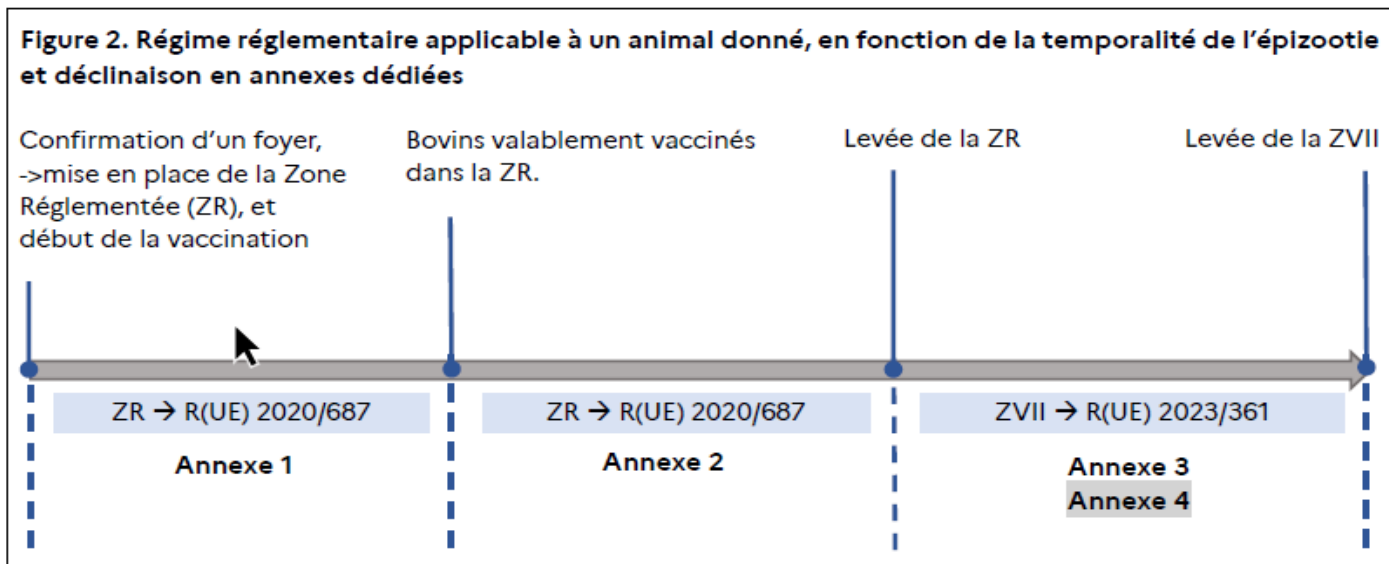 Figure 2. Régime réglementaire applicable à un animal donné, en fonction de la temporalité de l'épizootie
et déclinaison en annexes dédiées
Confirmation d'un foyer,
->mise en place de la Zone
Réglementée (ZR), et
début de la vaccination
Bovins valablement vaccinés
dans la ZR.
Levée de la ZR
Levée de la ZVII
ZR → R(UE) 2020/687
ZR → R(UE) 2020/687
ZVII → R(UE) 2023/361
Annexe 1
Annexe 2
Annexe 3
Annexe 4